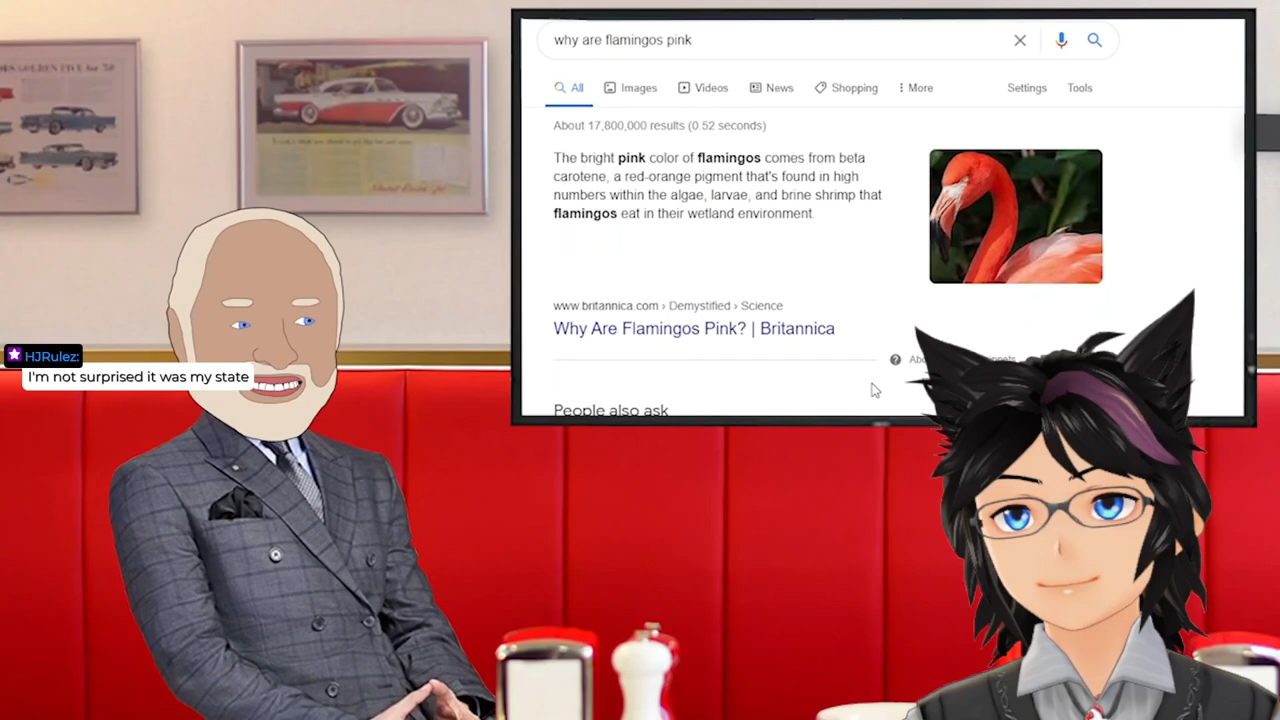 why are flamingos pink
All
Images
Videos
News
Shopping
More
Settings
Tools
About 17,800,000 results (0.52 seconds)
The bright pink color of flamingos comes from beta
carotene, a red-orange pigment that's found in high
numbers within the algae, larvae, and brine shrimp that
flamingos eat in their wetland environment.
www.britannica.com › Demystified › Science
Why Are Flamingos Pink? | Britannica
People also ask
HJRulez:
I'm not surprised it was my state